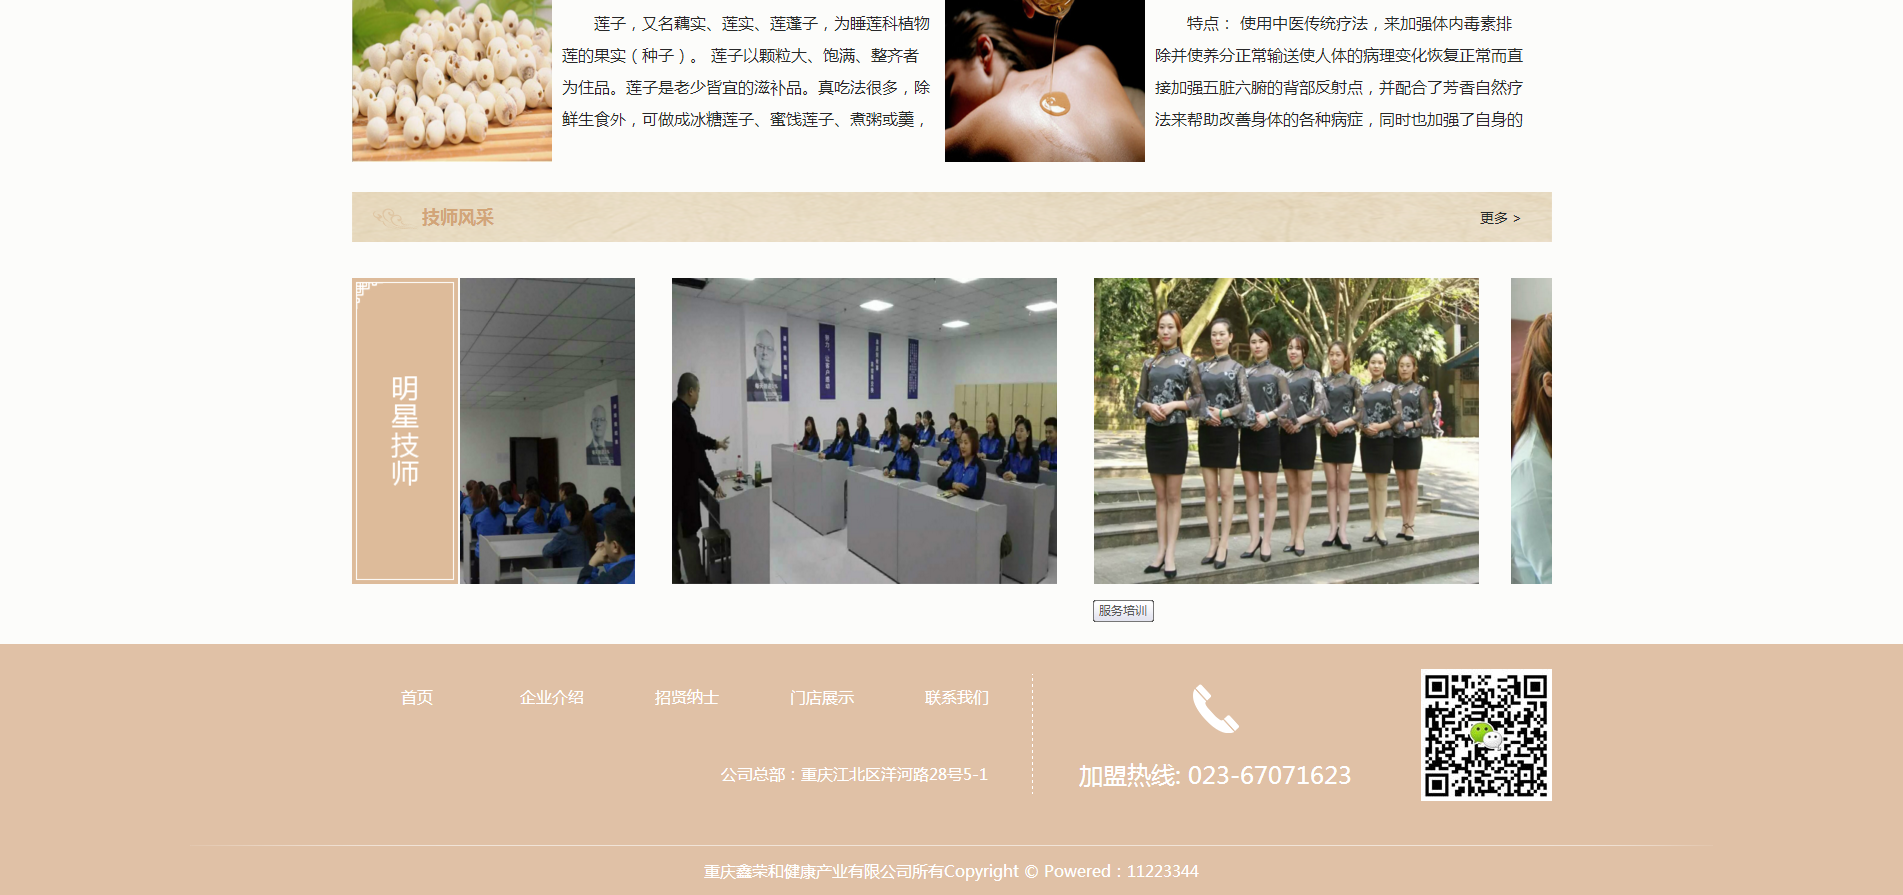 莲子，又名藕实、莲实、莲蓬子，为睡莲科植物
莲的果实（种子）。 莲子以颗粒大、饱满、整齐者
为住品。莲子是老少皆宜的滋补品。真吃法很多，除
鲜生食外，可做成冰糖莲子、蜜饯莲子、煮粥或羹，
特点： 使用中医传统疗法，来加强体内毒素排
除并使养分正常输送使人体的病理变化恢复正常而直
接加强五脏六腑的背部反射点，并配合了芳香自然疗
法来帮助改善身体的各种病症，同时也加强了自身的
技师风采
更多 >
明星技师
服务培训
首页 企业介绍 招贤纳士 门店展示 联系我们
公司总部：重庆江北区洋河路28号5-1
加盟热线: 023-67071623
重庆鑫荣和健康产业有限公司所有Copyright © Powered：11223344